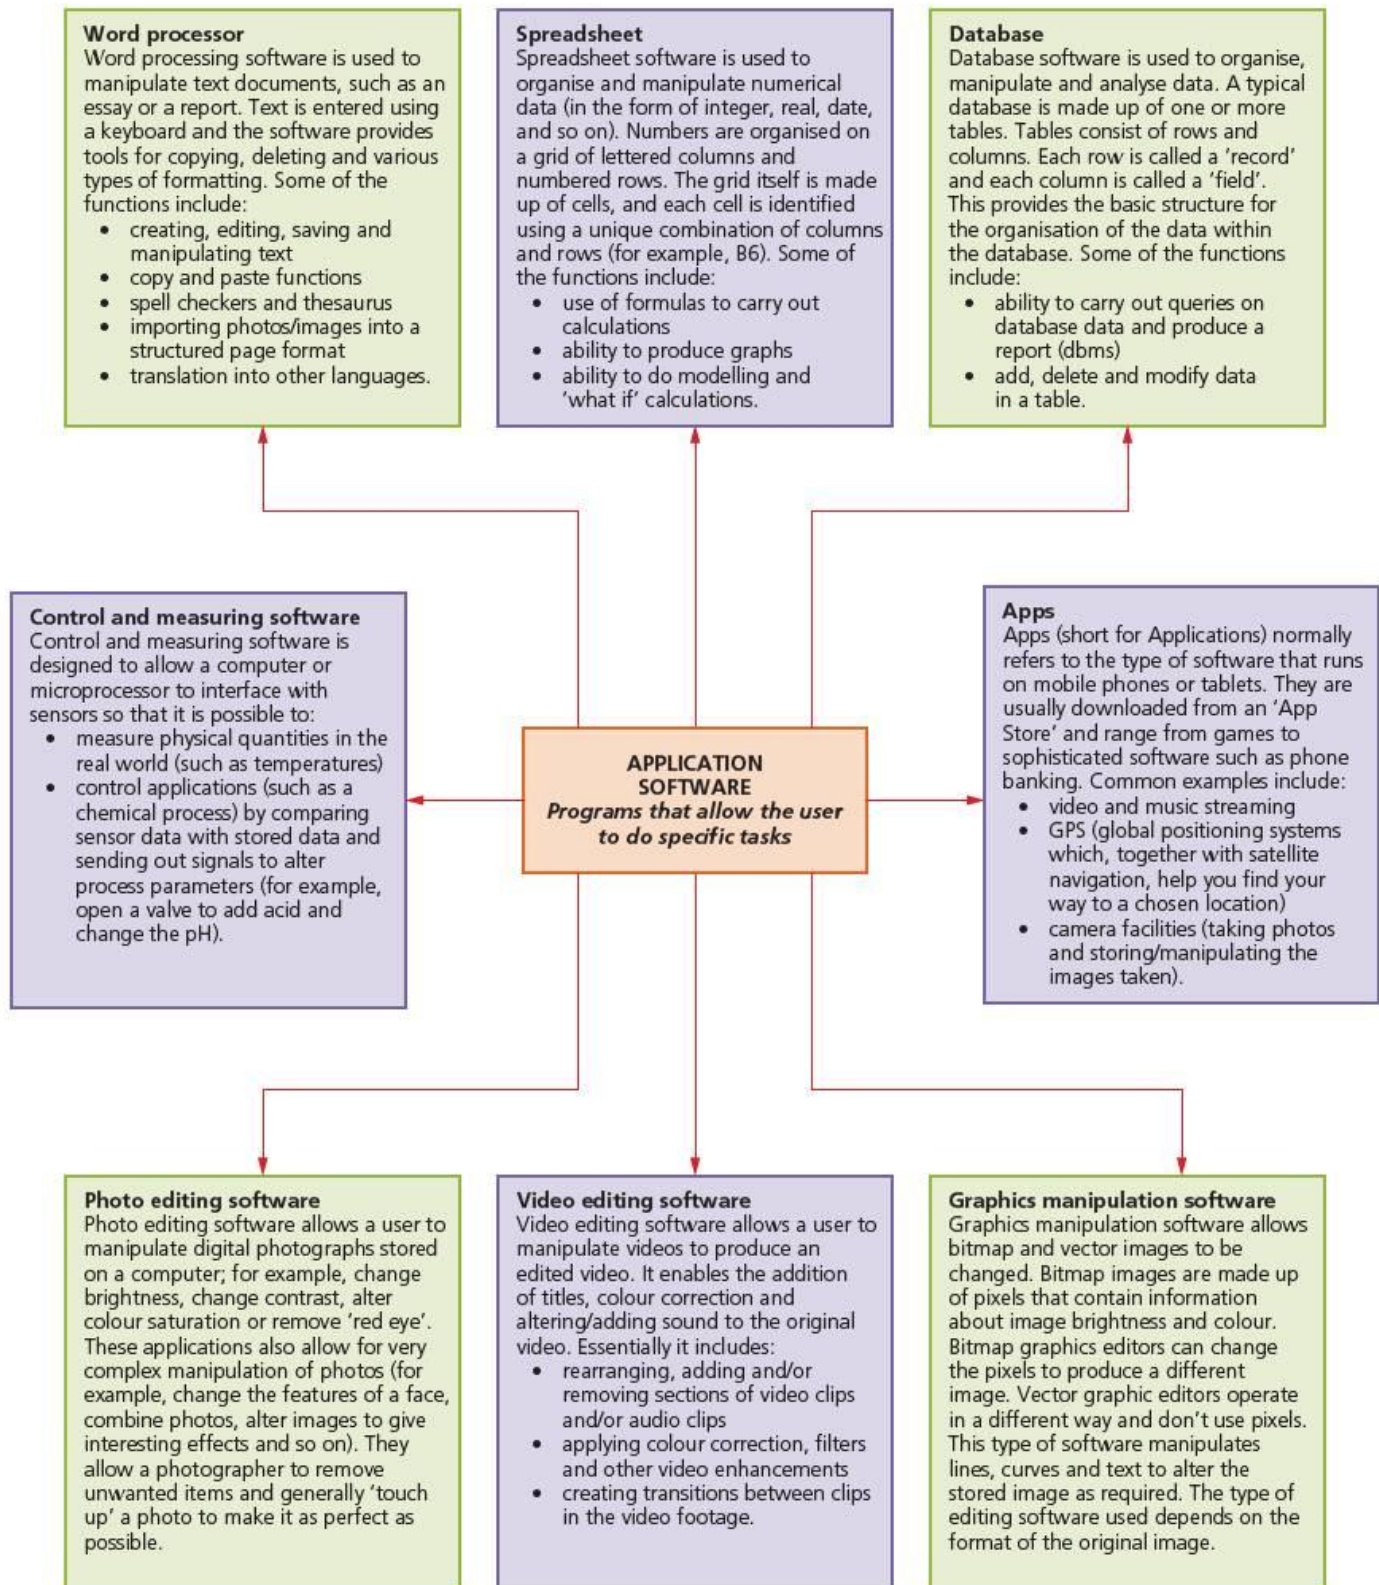 Word processor
Word processing software is used to
manipulate text documents, such as an
essay or a report. Text is entered using
a keyboard and the software provides
tools for copying, deleting and various
types of formatting. Some of the
functions include:
• creating, editing, saving and
manipulating text
• copy and paste functions
• spell checkers and thesaurus
• importing photos/images into a
structured page format
• translation into other languages.
Spreadsheet
Spreadsheet software is used to
organise and manipulate numerical
data (in the form of integer, real, date,
and so on). Numbers are organised on
a grid of lettered columns and
numbered rows. The grid itself is made
up of cells, and each cell is identified
using a unique combination of columns
and rows (for example, B6). Some of
the functions include:
• use of formulas to carry out
calculations
• ability to produce graphs
• ability to do modelling and
'what if' calculations.
Database
Database software is used to organise,
manipulate and analyse data. A typical
database is made up of one or more
tables. Tables consist of rows and
columns. Each row is called a 'record'
and each column is called a 'field'.
This provides the basic structure for
the organisation of the data within
the database. Some of the functions
include:
• ability to carry out queries on
database data and produce a
report (dbms)
• add, delete and modify data
in a table.
Control and measuring software
Control and measuring software is
designed to allow a computer or
microprocessor to interface with
sensors so that it is possible to:
• measure physical quantities in the
real world (such as temperatures)
• control applications (such as a
chemical process) by comparing
sensor data with stored data and
sending out signals to alter
process parameters (for example,
open a valve to add acid and
change the pH).
APPLICATION
SOFTWARE
Programs that allow the user
to do specific tasks
Apps
Apps (short for Applications) normally
refers to the type of software that runs
on mobile phones or tablets. They are
usually downloaded from an 'App
Store' and range from games to
sophisticated software such as phone
banking. Common examples include:
• video and music streaming
• GPS (global positioning systems
which, together with satellite
navigation, help you find your
way to a chosen location)
• camera facilities (taking photos
and storing/manipulating the
images taken).
Photo editing software
Photo editing software allows a user to
manipulate digital photographs stored
on a computer; for example, change
brightness, change contrast, alter
colour saturation or remove 'red eye'.
These applications also allow for very
complex manipulation of photos (for
example, change the features of a face,
combine photos, alter images to give
interesting effects and so on). They
allow a photographer to remove
unwanted items and generally 'touch
up' a photo to make it as perfect as
possible.
Video editing software
Video editing software allows a user to
manipulate videos to produce an
edited video. It enables the addition
of titles, colour correction and
altering/adding sound to the original
video. Essentially it includes:
• rearranging, adding and/or
removing sections of video clips
and/or audio clips
• applying colour correction, filters
and other video enhancements
• creating transitions between clips
in the video footage.
Graphics manipulation software
Graphics manipulation software allows
bitmap and vector images to be
changed. Bitmap images are made up
of pixels that contain information
about image brightness and colour.
Bitmap graphics editors can change
the pixels to produce a different
image. Vector graphic editors operate
in a different way and don't use pixels.
This type of software manipulates
lines, curves and text to alter the
stored image as required. The type of
editing software used depends on the
format of the original image.